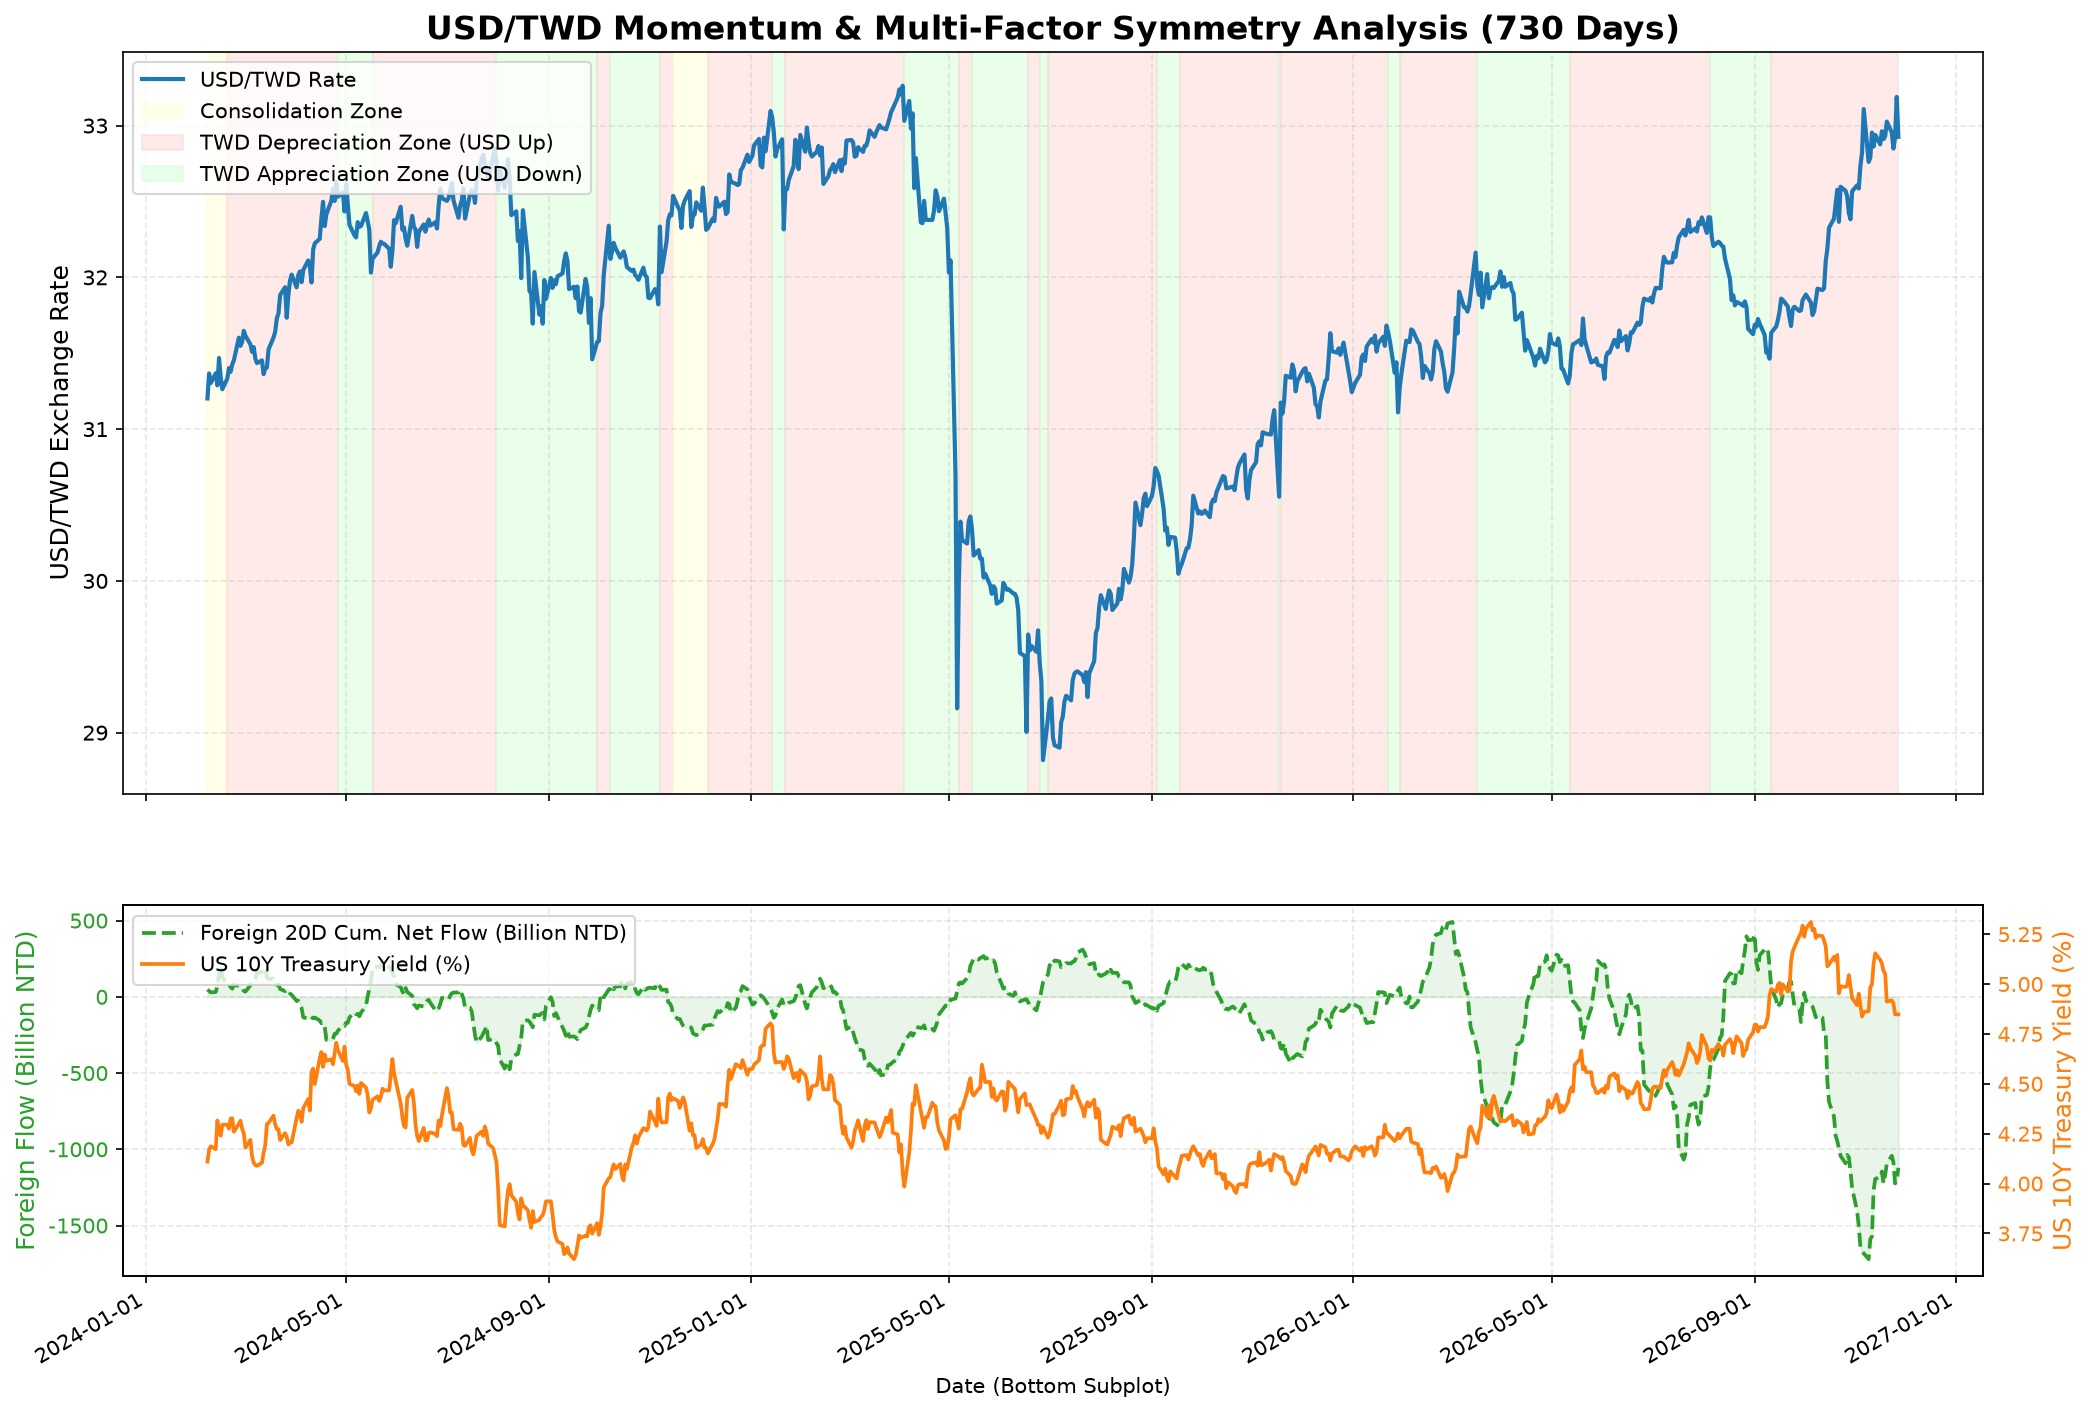 USD/TWD Momentum & Multi-Factor Symmetry Analysis (730 Days)
USD/TWD Rate
Consolidation Zone
TWD Depreciation Zone (USD Up)
TWD Appreciation Zone (USD Down)
USD/TWD Exchange Rate
33
32
31
30
29
Foreign 20D Cum. Net Flow (Billion NTD)
US 10Y Treasury Yield (%)
Foreign Flow (Billion NTD)
500
0
-500
-1000
-1500
5.25
5.00
4.75
4.50
4.25
4.00
3.75
US 10Y Treasury Yield (%)
2024-01-01
2024-05-01
2024-09-01
2025-01-01
2025-05-01
2025-09-01
2026-01-01
2026-05-01
2026-09-01
2027-01-01
Date (Bottom Subplot)